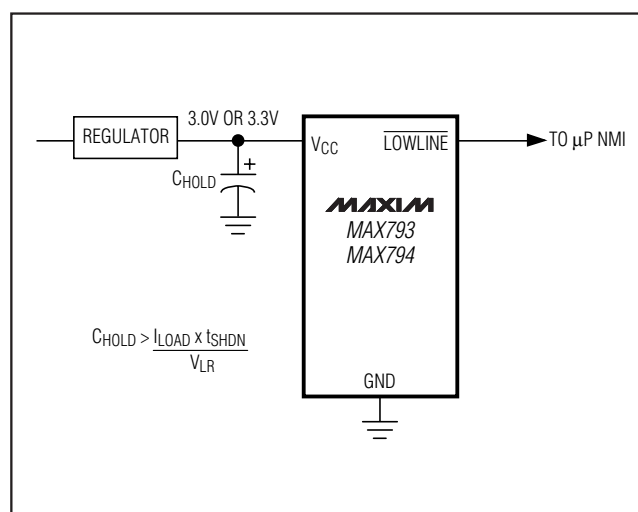 REGULATOR
3.0V OR 3.3V
VCC
LOWLINE
TO μP NMI
+
CHOLD
MAXIM
MAX793
MAX794
CHOLD > ILOAD x tSHDN
VLR
GND